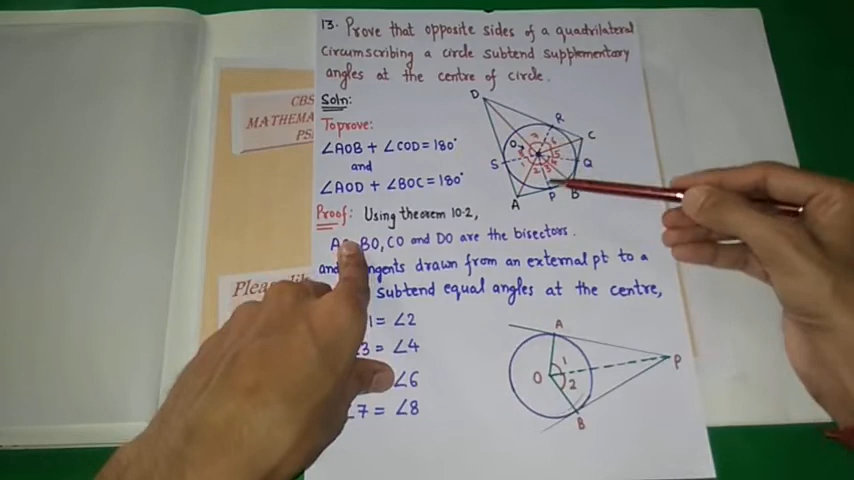 13. Prove that opposite sides of a quadrilateral
circumscribing a circle subtend supplementary
angles at the centre of circle.
Soln:
To prove:
∠AOB + ∠COD = 180°
and
∠AOD + ∠BOC = 180°
Proof: Using theorem 10.2,
BO, CO and DO are the bisectors.
and tangents drawn from an external pt to a
subtend equal angles at the centre,
1 = ∠2
3 = ∠4
∠6
∠7 = ∠8
D
R
C
O
S
Q
A
P
B
A
1
P
O
2
B
CBS
MATHEMA